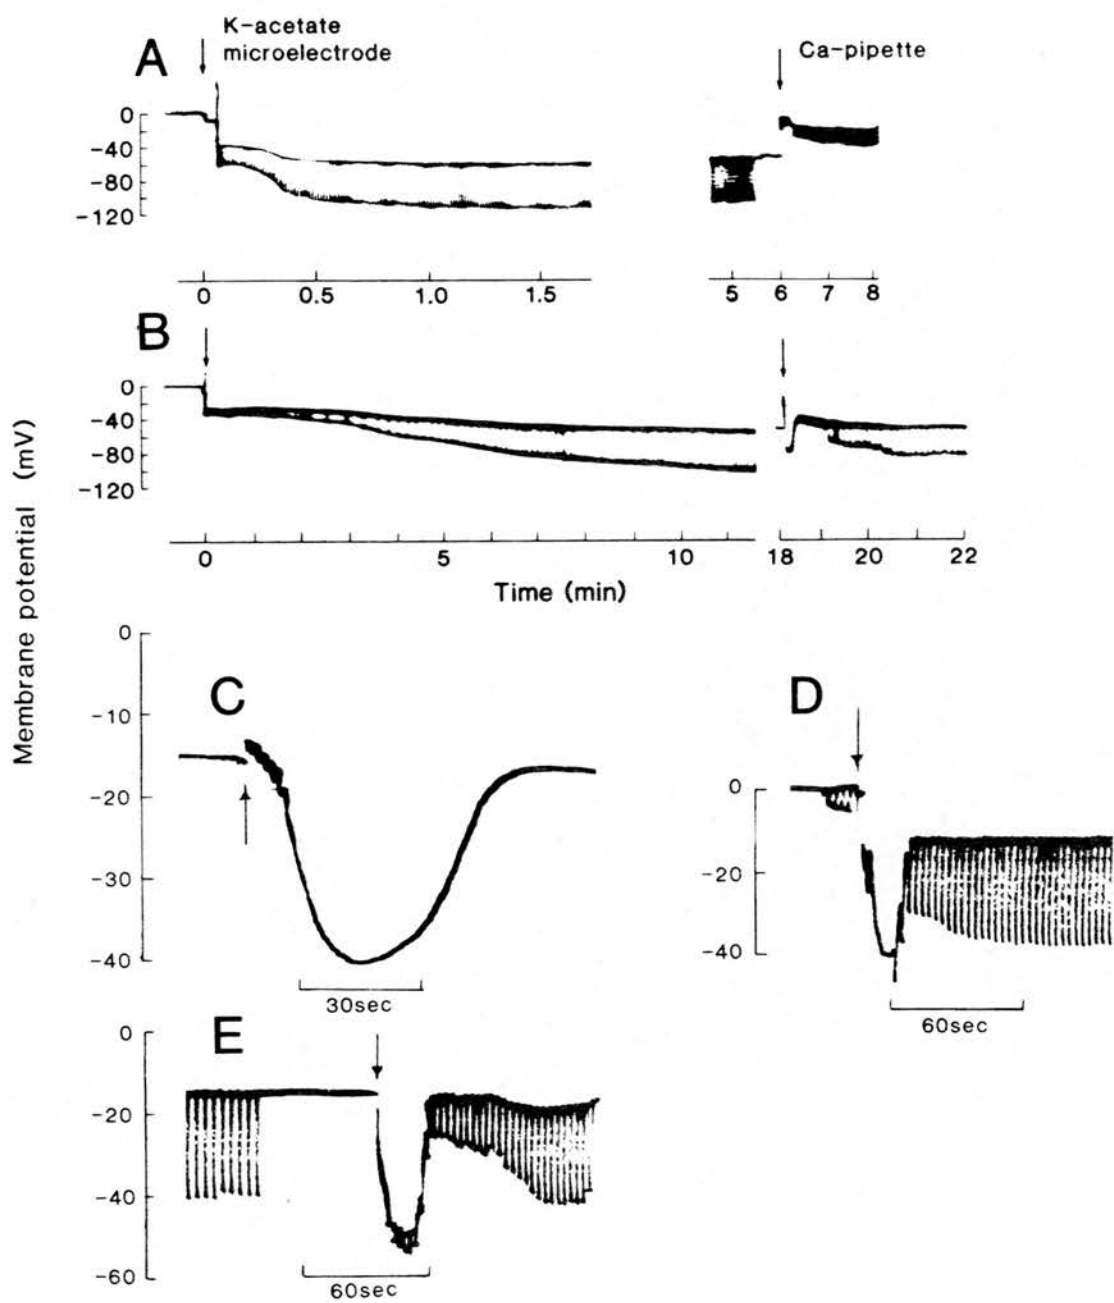 K-acetate
microelectrode
Ca-pipette
A
0
-40
-80
-120
0 0.5 1.0 1.5
5 6 7 8
B
0
-40
-80
-120
0 5 10
18 20 22
Time (min)
Membrane potential (mV)
C
0
-10
-20
-30
-40
30sec
D
0
-20
-40
60sec
E
0
-20
-40
-60
60sec